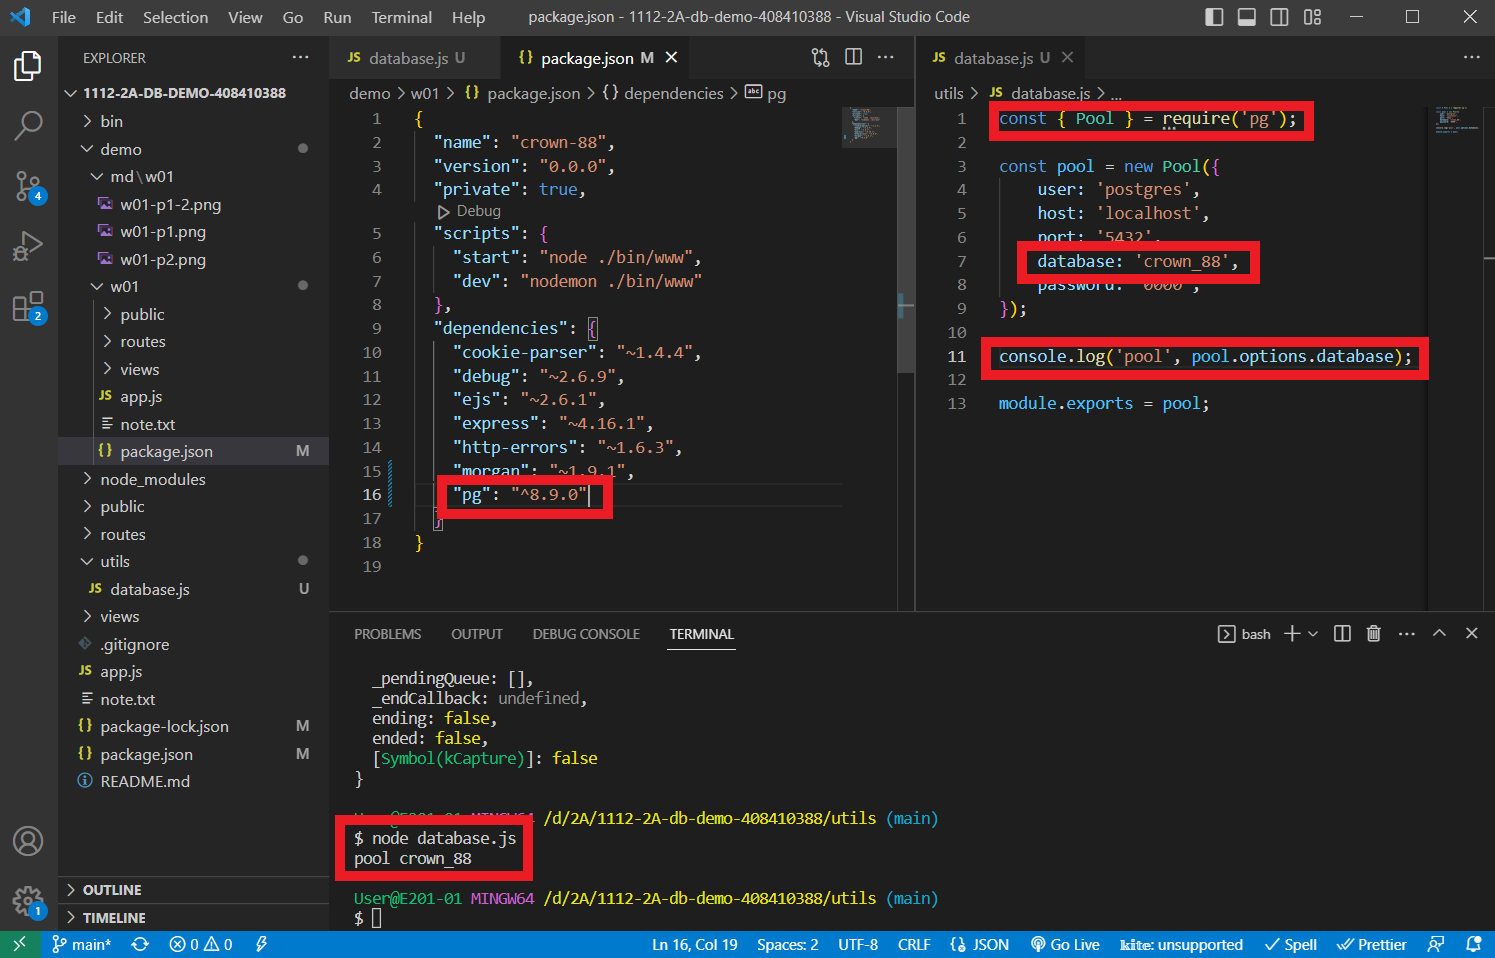 File Edit Selection View Go Run Terminal Help package.json - 1112-2A-db-demo-408410388 - Visual Studio Code
EXPLORER
1112-2A-DB-DEMO-408410388
bin
demo
md\w01
w01-p1-2.png
w01-p1.png
w01-p2.png
w01
public
routes
views
app.js
note.txt
package.json M
node_modules
public
routes
utils
database.js U
views
.gitignore
app.js
note.txt
package-lock.json M
package.json M
README.md
OUTLINE
TIMELINE
4
2
1
database.js U package.json M
demo > w01 > {} package.json > {} dependencies > abc pg
1 {
2 "name": "crown-88",
3 "version": "0.0.0",
4 "private": true,
Debug
5 "scripts": {
6 "start": "node ./bin/www",
7 "dev": "nodemon ./bin/www"
8 },
9 "dependencies": {
10 "cookie-parser": "~1.4.4",
11 "debug": "~2.6.9",
12 "ejs": "~2.6.1",
13 "express": "~4.16.1",
14 "http-errors": "~1.6.3",
15 "morgan": "~1.9.1",
16 "pg": "^8.9.0"
17 }
18 }
19
JS database.js U
utils > JS database.js > ...
1 const { Pool } = require('pg');
2
3 const pool = new Pool({
4 user: 'postgres',
5 host: 'localhost',
6 port: '5432',
7 database: 'crown_88',
8 password: '0000',
9 });
10
11 console.log('pool', pool.options.database);
12
13 module.exports = pool;
PROBLEMS OUTPUT DEBUG CONSOLE TERMINAL bash
_pendingQueue: [],
_endCallback: undefined,
ending: false,
ended: false,
[Symbol(kCapture)]: false
}
User@E201-01 MINGW64 /d/2A/1112-2A-db-demo-408410388/utils (main)
$ node database.js
pool crown_88
User@E201-01 MINGW64 /d/2A/1112-2A-db-demo-408410388/utils (main)
$
main* 0 0 Ln 16, Col 19 Spaces: 2 UTF-8 CRLF {} JSON Go Live kite: unsupported Spell Prettier